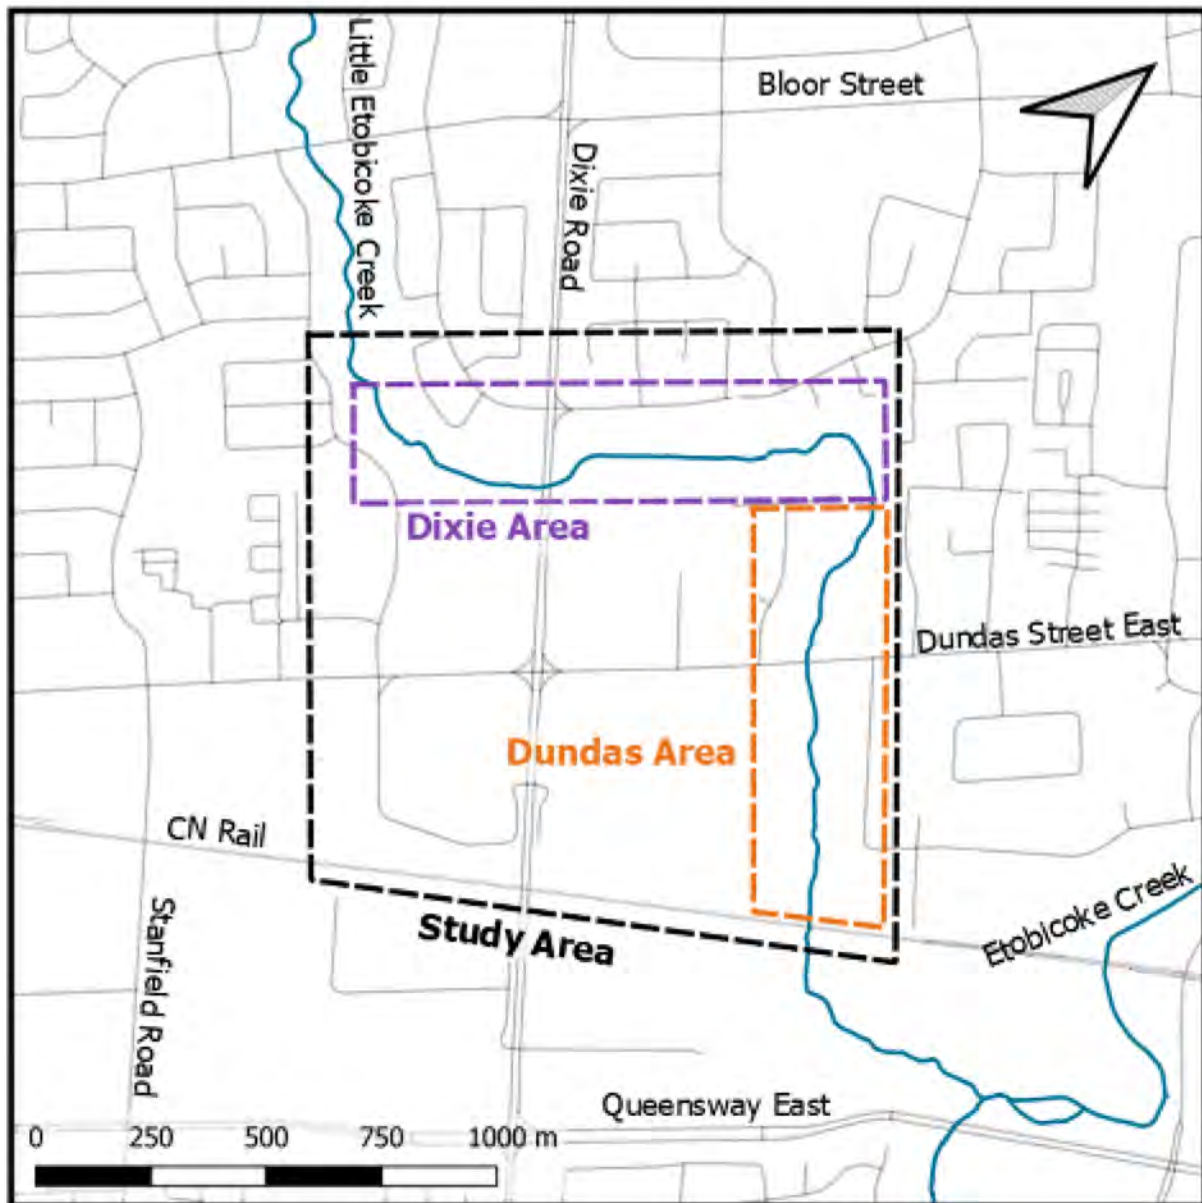 Little Etobicoke Creek
Bloor Street
Dixie Road
Dixie Area
Dundas Street East
Dundas Area
CN Rail
Study Area
Etobicoke Creek
Stanfield Road
Queensway East
0 250 500 750 1000 m